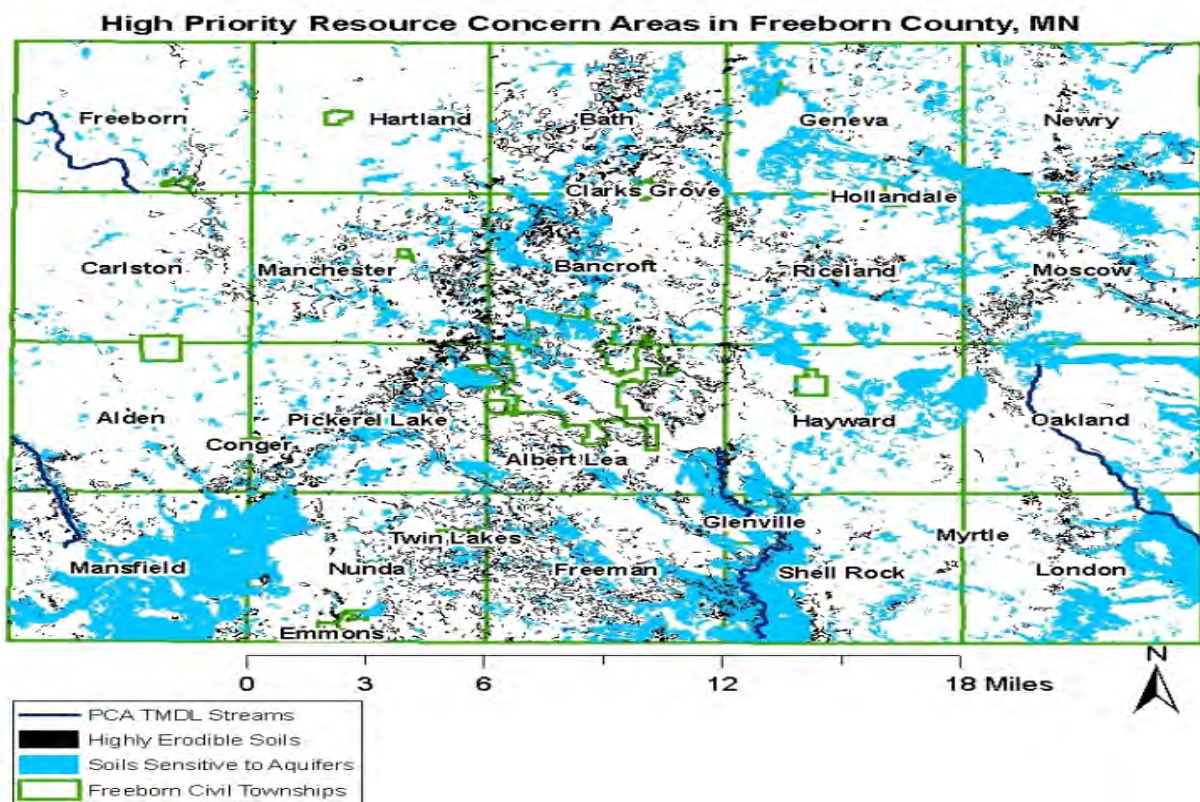 High Priority Resource Concern Areas in Freeborn County, MN
Freeborn
Hartland
Bath
Geneva
Newry
Clarks Grove
Hollandale
Carlston
Manchester
Bancroft
Riceland
Moscow
Alden
Conger
Pickerel Lake
Albert Lea
Hayward
Oakland
Mansfield
Twin Lakes
Nunda
Freeman
Glenville
Shell Rock
Myrtle
London
Emmons
0 3 6 12 18 Miles
N
PCA TMDL Streams
Highly Erodible Soils
Soils Sensitive to Aquifers
Freeborn Civil Townships